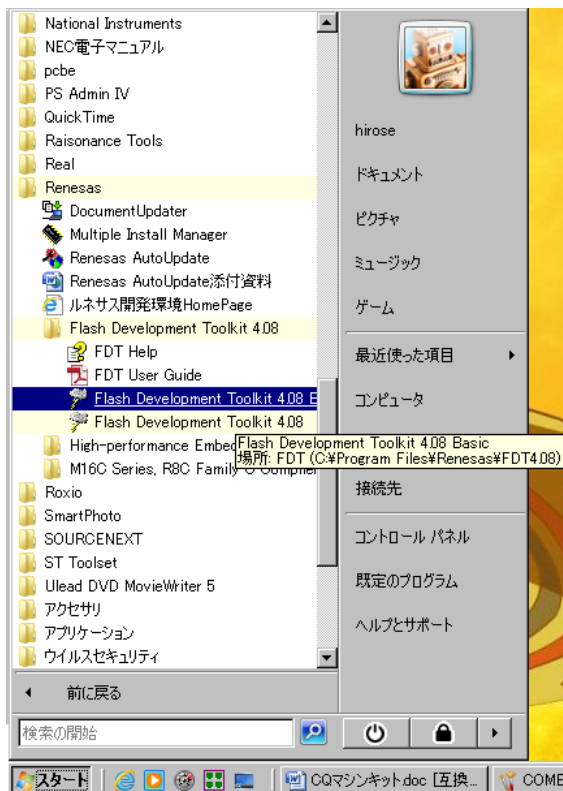 National Instruments
NEC電子マニュアル
pcbe
PS Admin IV
QuickTime
Raisonance Tools
Real
Renesas
DocumentUpdater
Multiple Install Manager
Renesas AutoUpdate
Renesas AutoUpdate添付資料
ルネサス開発環境HomePage
Flash Development Toolkit 4.08
FDT Help
FDT User Guide
Flash Development Toolkit 4.08 E
Flash Development Toolkit 4.08
High-performance Embed
Flash Development Toolkit 4.08 Basic
場所: FDT (C:¥Program Files¥Renesas¥FDT4.08)
M16C Series, R8C Family C Compiler
Roxio
SmartPhoto
SOURCENEXT
ST Toolset
Ulead DVD MovieWriter 5
アクセサリ
アプリケーション
ウイルスセキュリティ
前に戻る
検索の開始
hirose
ドキュメント
ピクチャ
ミュージック
ゲーム
最近使った項目
コンピュータ
接続先
コントロール パネル
既定のプログラム
ヘルプとサポート
スタート
CQマシンキット.doc [互換...
COME